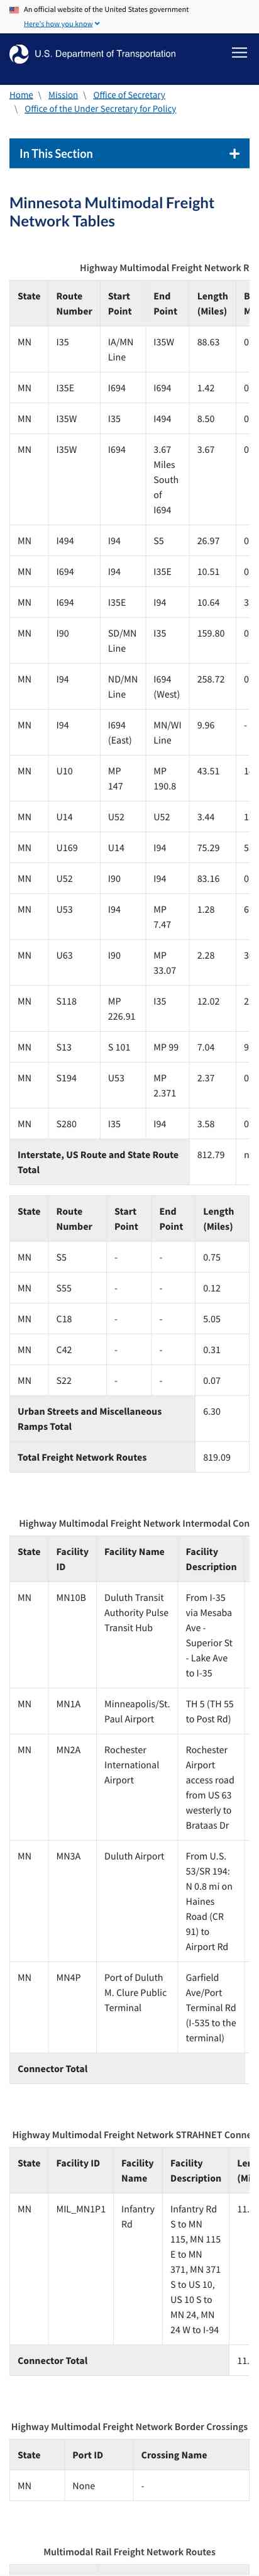 An official website of the United States government
Here's how you know
U.S. Department of Transportation
Home \ Mission \ Office of Secretary
\ Office of the Under Secretary for Policy
In This Section
Minnesota Multimodal Freight
Network Tables
Highway Multimodal Freight Network R
State Route Start End Length B
Number Point Point (Miles) M
MN I35 IA/MN I35W 88.63 0
Line
MN I35E I694 I694 1.42 0
MN I35W I35 I494 8.50 0
MN I35W I694 3.67 3.67 0
Miles
South
of
I694
MN I494 I94 S5 26.97 0
MN I694 I94 I35E 10.51 0
MN I694 I35E I94 10.64 3
MN I90 SD/MN I35 159.80 0
Line
MN I94 ND/MN I694 258.72 0
Line (West)
MN I94 I694 MN/WI 9.96 -
(East) Line
MN U10 MP MP 43.51 1
147 190.8
MN U14 U52 U52 3.44 1
MN U169 U14 I94 75.29 5
MN U52 I90 I94 83.16 0
MN U53 I94 MP 1.28 6
7.47
MN U63 I90 MP 2.28 3
33.07
MN S118 MP I35 12.02 2
226.91
MN S13 S 101 MP 99 7.04 9
MN S194 U53 MP 2.37 0
2.371
MN S280 I35 I94 3.58 0
Interstate, US Route and State Route 812.79 n
Total
State Route Start End Length
Number Point Point (Miles)
MN S5 - - 0.75
MN S55 - - 0.12
MN C18 - - 5.05
MN C42 - - 0.31
MN S22 - - 0.07
Urban Streets and Miscellaneous 6.30
Ramps Total
Total Freight Network Routes 819.09
Highway Multimodal Freight Network Intermodal Con
State Facility Facility Name Facility
ID Description
MN MN10B Duluth Transit From I-35
Authority Pulse via Mesaba
Transit Hub Ave -
Superior St
- Lake Ave
to I-35
MN MN1A Minneapolis/St. TH 5 (TH 55
Paul Airport to Post Rd)
MN MN2A Rochester Rochester
International Airport
Airport access road
from US 63
westerly to
Brataas Dr
MN MN3A Duluth Airport From U.S.
53/SR 194:
N 0.8 mi on
Haines
Road (CR
91) to
Airport Rd
MN MN4P Port of Duluth Garfield
M. Clure Public Ave/Port
Terminal Terminal Rd
(I-535 to the
terminal)
Connector Total
Highway Multimodal Freight Network STRAHNET Conne
State Facility ID Facility Facility Len
Name Description (Mi
MN MIL_MN1P1 Infantry Infantry Rd 11.
Rd S to MN
115, MN 115
E to MN
371, MN 371
S to US 10,
US 10 S to
MN 24, MN
24 W to I-94
Connector Total 11.
Highway Multimodal Freight Network Border Crossings
State Port ID Crossing Name
MN None -
Multimodal Rail Freight Network Routes